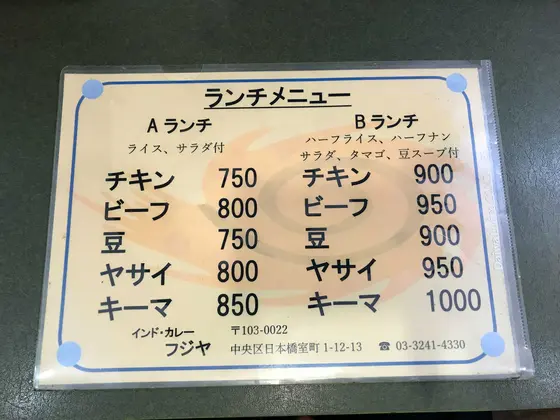 ランチメニュー
A ランチ
ライス、サラダ付
チキン 750
ビーフ 800
豆 750
ヤサイ 800
キーマ 850
B ランチ
ハーフライス、ハーフナン
サラダ、タマゴ、豆スープ付
チキン 900
ビーフ 950
豆 900
ヤサイ 950
キーマ 1000
インド・カレー
フジヤ
〒103-0022
中央区日本橋室町 1-12-13 ☎ 03-3241-4330